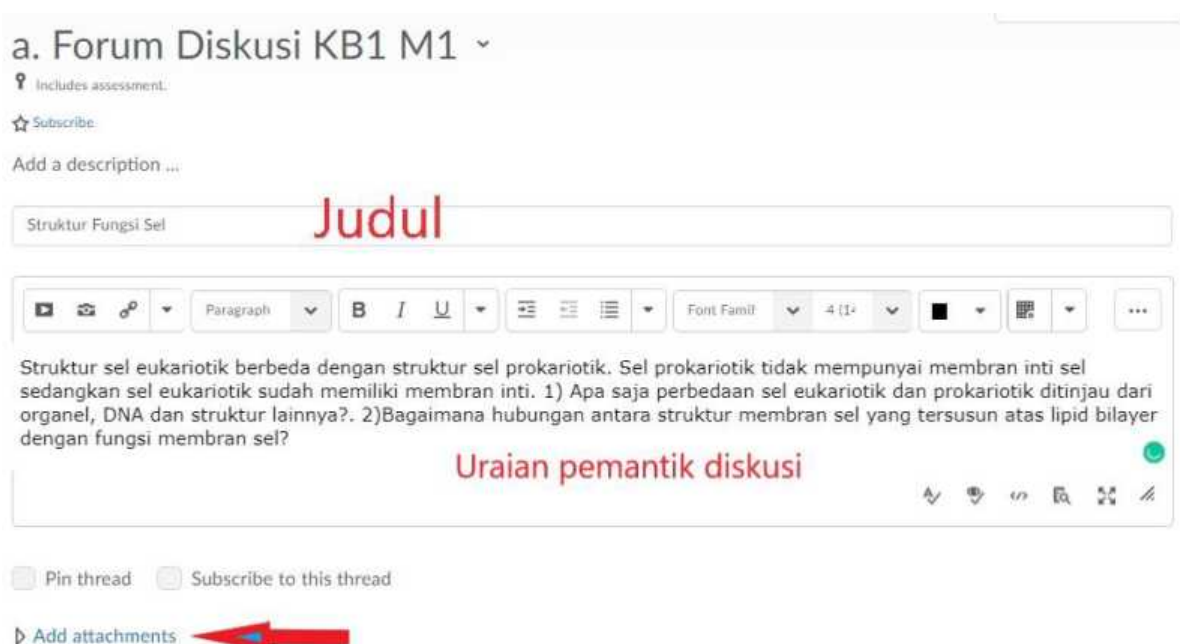 a. Forum Diskusi KB1 M1
Includes assessment.
Subscribe
Add a description ...
Struktur Fungsi Sel
Judul
Paragraph B I U Font Famil 4 (14 ...
Struktur sel eukariotik berbeda dengan struktur sel prokariotik. Sel prokariotik tidak mempunyai membran inti sel
sedangkan sel eukariotik sudah memiliki membran inti. 1) Apa saja perbedaan sel eukariotik dan prokariotik ditinjau dari
organel, DNA dan struktur lainnya?. 2)Bagaimana hubungan antara struktur membran sel yang tersusun atas lipid bilayer
dengan fungsi membran sel?
Uraian pemantik diskusi
Pin thread Subscribe to this thread
Add attachments